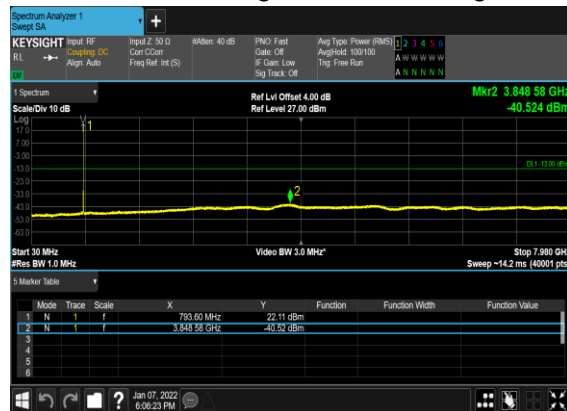 Spectrum Analyzer 1
Swept SA
KEYSIGHT
RL
Input: RF
Coupling: DC
Align: Auto
Input Z: 50 Ω
Corr CCorr
Freq Ref: Int (S)
#Atten: 40 dB
PNO: Fast
Gate: Off
IF Gain: Low
Sig Track: Off
Avg Type: Power (RMS)
Avg|Hold: 100/100
Trig: Free Run
1 2 3 4 5 6
A W W W W W
A N N N N N
LW
1 Spectrum
Scale/Div 10 dB
Ref Lvl Offset 4.00 dB
Ref Level 27.00 dBm
Mkr2 3.848 58 GHz
-40.524 dBm
Log
17.0
7.00
-3.00
-13.0
-23.0
-33.0
-43.0
-53.0
-63.0
1
2
DL1 -13.00 dBm
Start 30 MHz
#Res BW 1.0 MHz
Video BW 3.0 MHz*
Stop 7.980 GHz
Sweep ~14.2 ms (40001 pts)
5 Marker Table
Mode Trace Scale X Y Function Function Width Function Value
1 N 1 f 793.60 MHz 22.11 dBm
2 N 1 f 3.848 58 GHz -40.52 dBm
3
4
5
6
?
Jan 07, 2022
6:06:23 PM